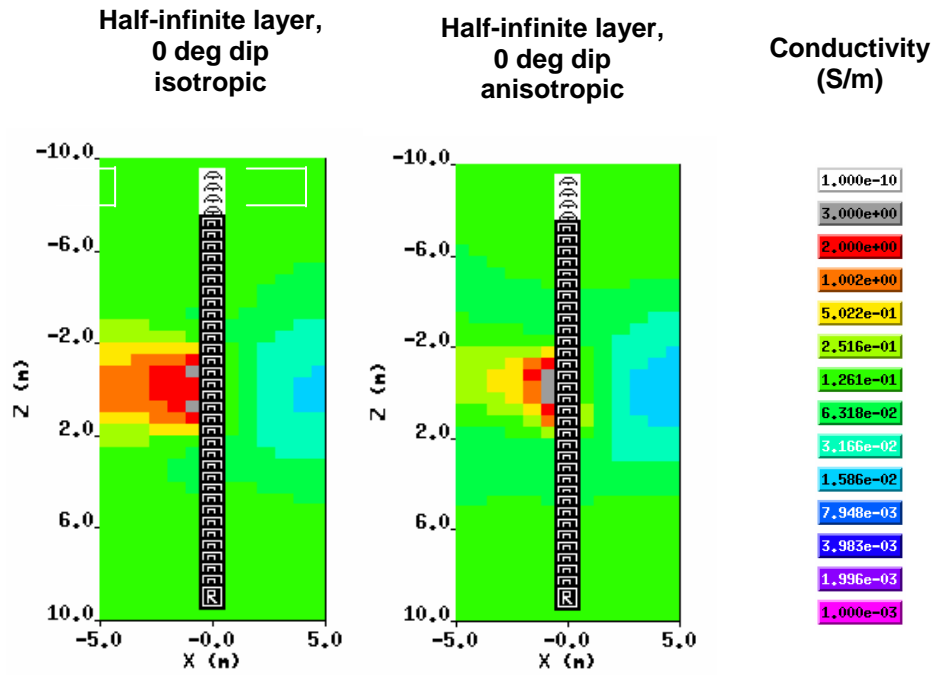 Half-infinite layer,
0 deg dip
isotropic
Half-infinite layer,
0 deg dip
anisotropic
Conductivity
(S/m)
-10.0
-6.0
-2.0
2.0
6.0
10.0
Z (m)
-5.0
-0.0
5.0
X (m)
R
-10.0
-6.0
-2.0
2.0
6.0
10.0
Z (m)
-5.0
-0.0
5.0
X (m)
R
1.000e-10
3.000e+00
2.000e+00
1.002e+00
5.022e-01
2.516e-01
1.261e-01
6.318e-02
3.166e-02
1.586e-02
7.948e-03
3.983e-03
1.996e-03
1.000e-03